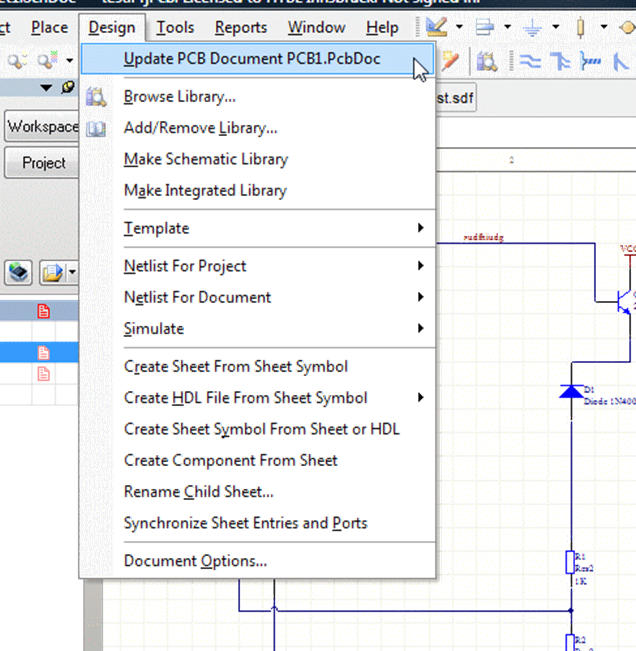 Place Design Tools Reports Window Help
Update PCB Document PCB1.PcbDoc
st.sdf
Browse Library...
Workspace
Add/Remove Library...
Make Schematic Library
Project
2
Make Integrated Library
Template
VCC
Netlist For Project
Netlist For Document
Simulate
Create Sheet From Sheet Symbol
D1
Create HDL File From Sheet Symbol
Diode 1N400
Create Sheet Symbol From Sheet or HDL
Create Component From Sheet
Rename Child Sheet...
Synchronize Sheet Entries and Ports
Document Options...
R1
Res2
1K
R2